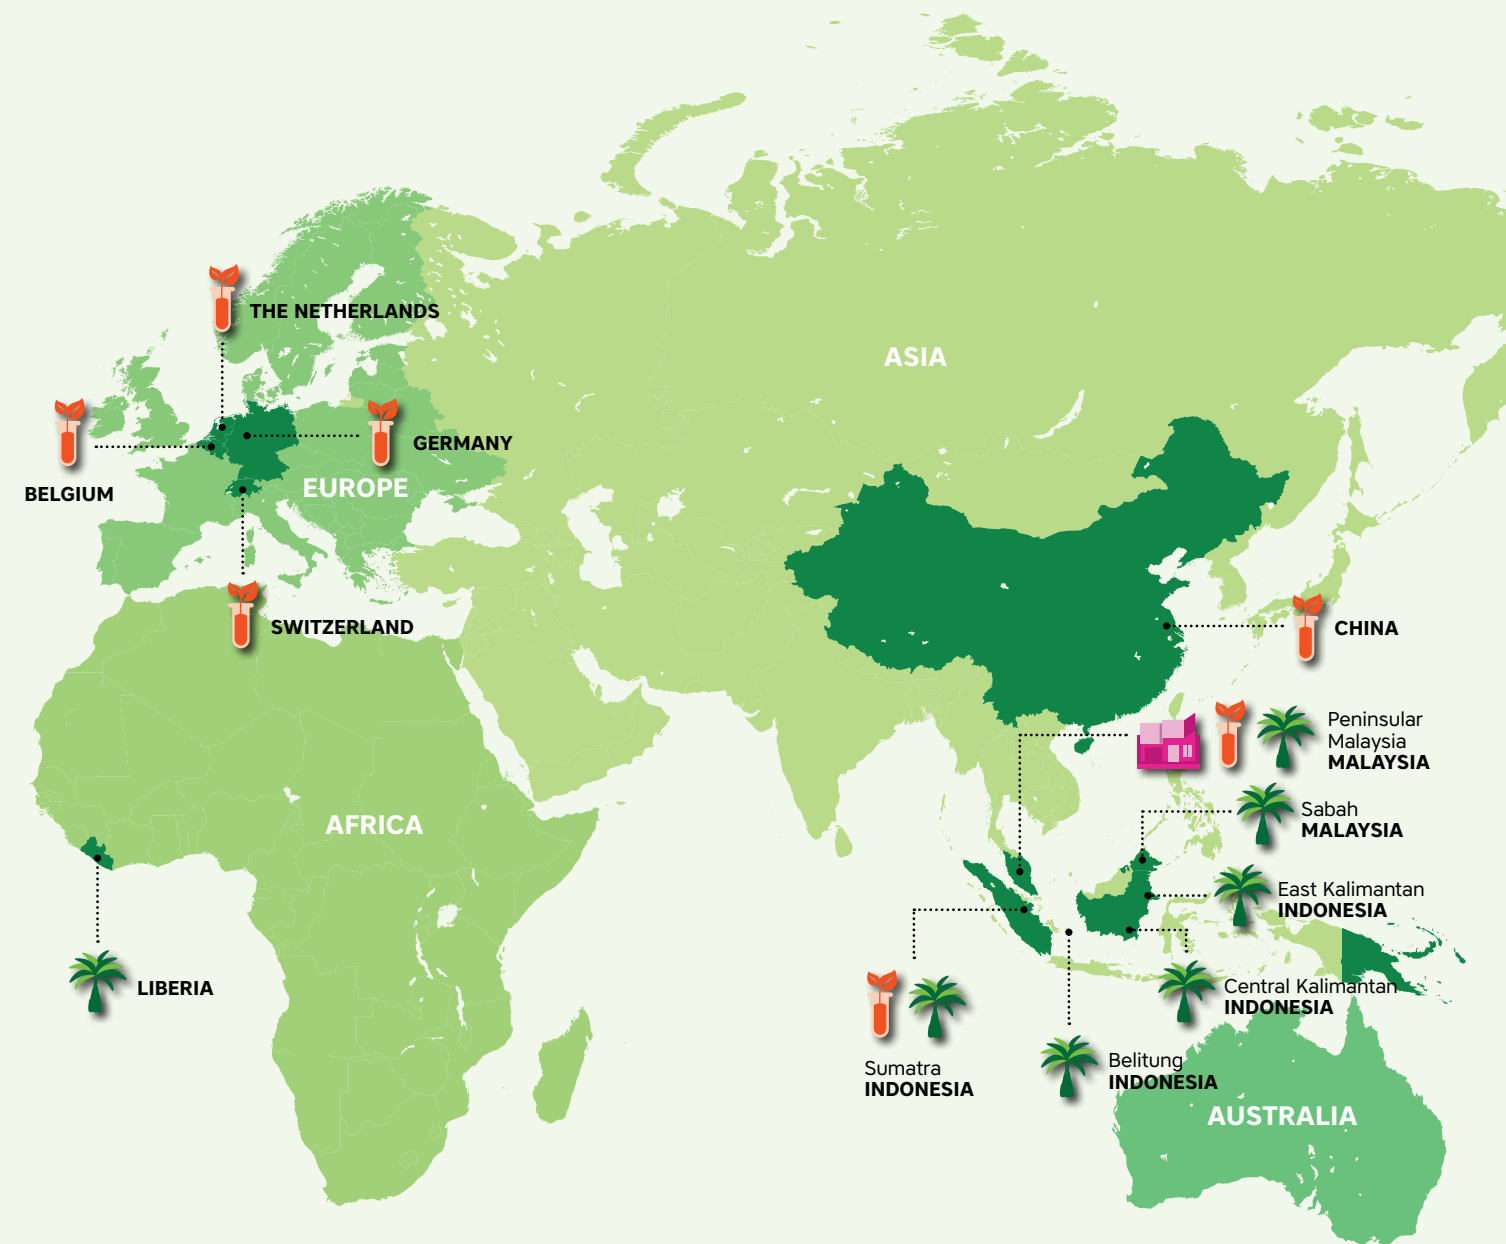 THE NETHERLANDS
ASIA
GERMANY
EUROPE
BELGIUM
SWITZERLAND
CHINA
Peninsular
Malaysia
MALAYSIA
Sabah
MALAYSIA
AFRICA
East Kalimantan
INDONESIA
LIBERIA
Central Kalimantan
INDONESIA
Sumatra
INDONESIA
Belitung
INDONESIA
AUSTRALIA